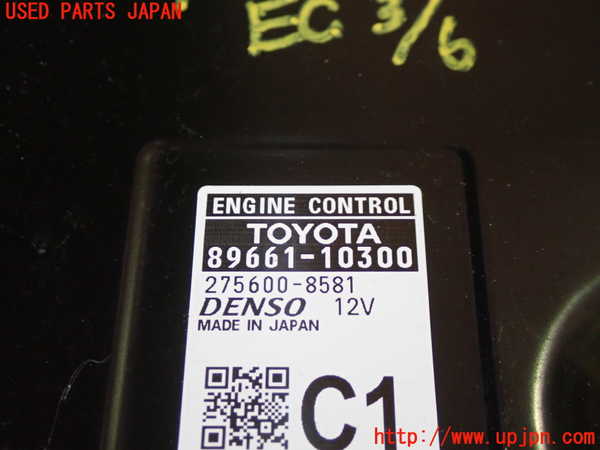 USED PARTS JAPAN
EC 3/6
ENGINE CONTROL
TOYOTA
89661-10300
275600-8581
DENSO 12V
MADE IN JAPAN
C1
http://www.upjpn.com